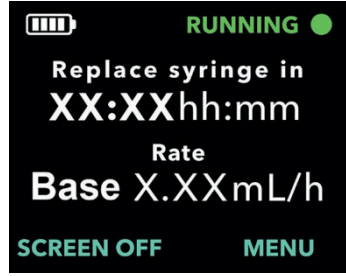 RUNNING
Replace syringe in
XX:XXhh:mm
Rate
Base X.XXmL/h
SCREEN OFF MENU